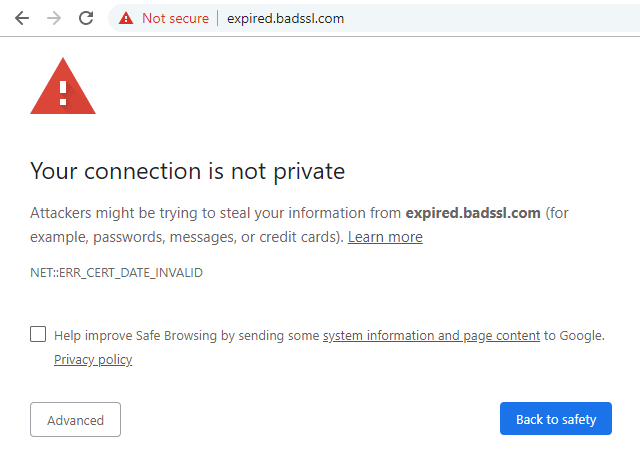 Not secure | expired.badssl.com
Your connection is not private
Attackers might be trying to steal your information from expired.badssl.com (for
example, passwords, messages, or credit cards). Learn more
NET::ERR_CERT_DATE_INVALID
Help improve Safe Browsing by sending some system information and page content to Google.
Privacy policy
Advanced
Back to safety